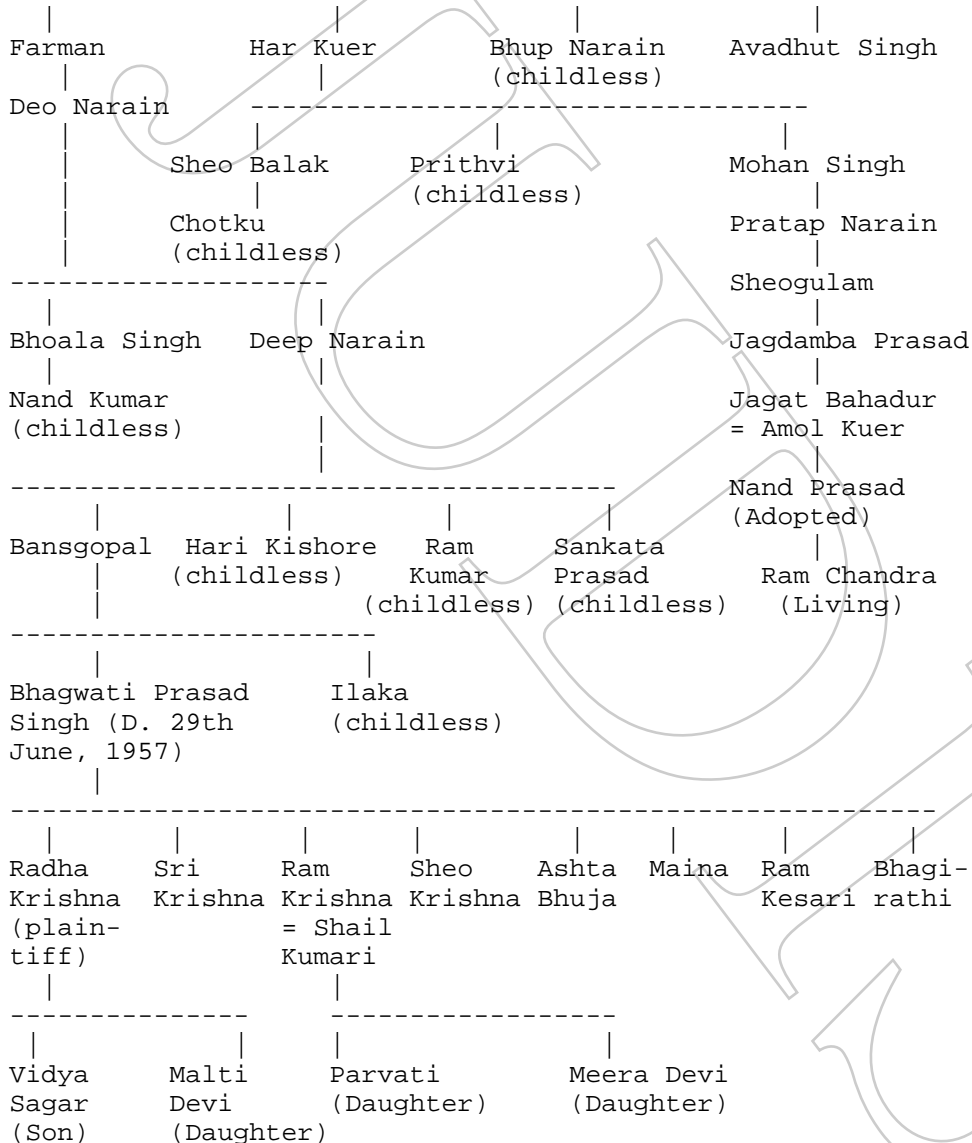 Farman Har Kuer Bhup Narain Avadhut Singh
(childless)
Deo Narain
Sheo Balak Prithvi Mohan Singh
(childless)
Chotku Pratap Narain
(childless)
Sheogulam
Bhoala Singh Deep Narain Jagdamba Prasad
Nand Kumar Jagat Bahadur
(childless) = Amol Kuer
Nand Prasad
(Adopted)
Bansgopal Hari Kishore Ram Sankata
(childless) Kumar Prasad Ram Chandra
(childless) (childless) (Living)
Bhagwati Prasad Ilaka
Singh (D. 29th (childless)
June, 1957)
Radha Sri Ram Sheo Ashta Maina Ram Bhagi-
Krishna Krishna Krishna Krishna Bhuja Kesari rathi
(plain- = Shail
tiff) Kumari
Vidya Malti Parvati Meera Devi
Sagar Devi (Daughter) (Daughter)
(Son) (Daughter)